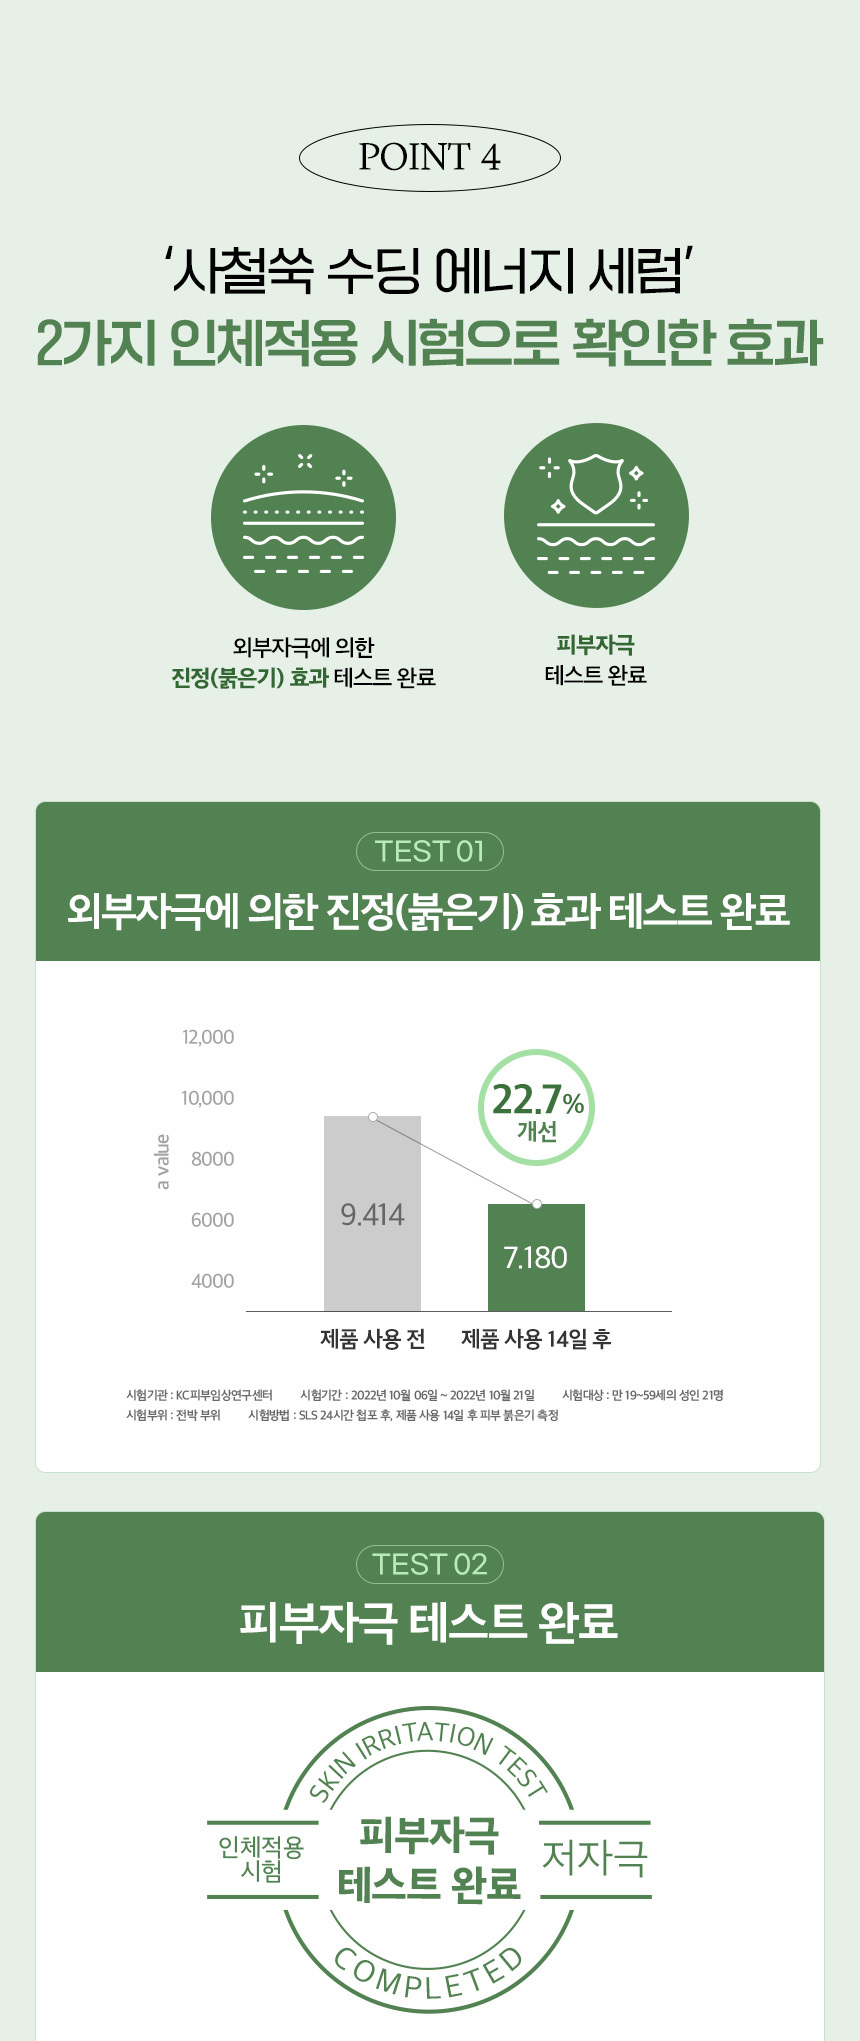 POINT 4
‘사철쑥 수딩 에너지 세럼’
2가지 인체적용 시험으로 확인한 효과
외부자극에 의한
진정(붉은기) 효과 테스트 완료
피부자극
테스트 완료
TEST 01
외부자극에 의한 진정(붉은기) 효과 테스트 완료
12,000
10,000
8000
6000
4000
a value
22.7%
개선
9.414
7.180
제품 사용 전
제품 사용 14일 후
시험기관 : KC피부임상연구센터 시험기간 : 2022년 10월 06일 ~ 2022년 10월 21일 시험대상 : 만 19~59세의 성인 21명
시험부위 : 전박 부위 시험방법 : SLS 24시간 첩포 후, 제품 사용 14일 후 피부 붉은기 측정
TEST 02
피부자극 테스트 완료
SKIN IRRITATION TEST
인체적용
시험
피부자극
테스트 완료
저자극
COMPLETED